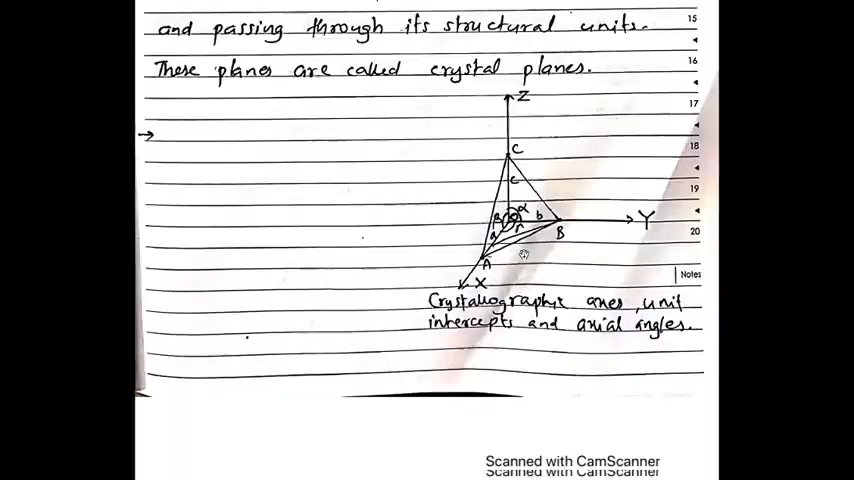 and passing through its structural units.
These planes are called crystal planes.
→
Z
C
c
β α
γ b Y
a B
A
X
Crystallographic axes, unit
intercepts and axial angles.
15
16
17
18
19
20
Notes
Scanned with CamScanner
Scanned with CamScanner